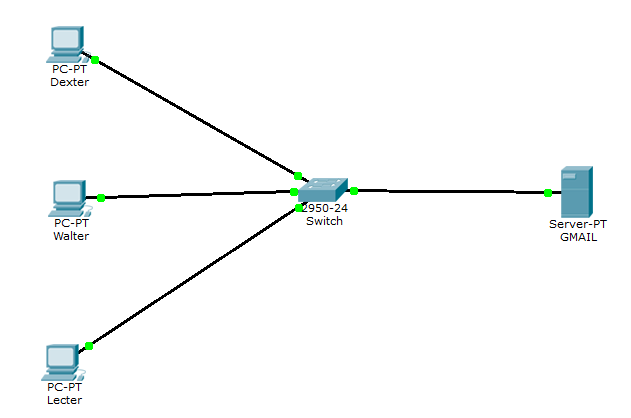 PC-PT
Dexter
PC-PT
Walter
2950-24
Switch
Server-PT
GMAIL
PC-PT
Lecter